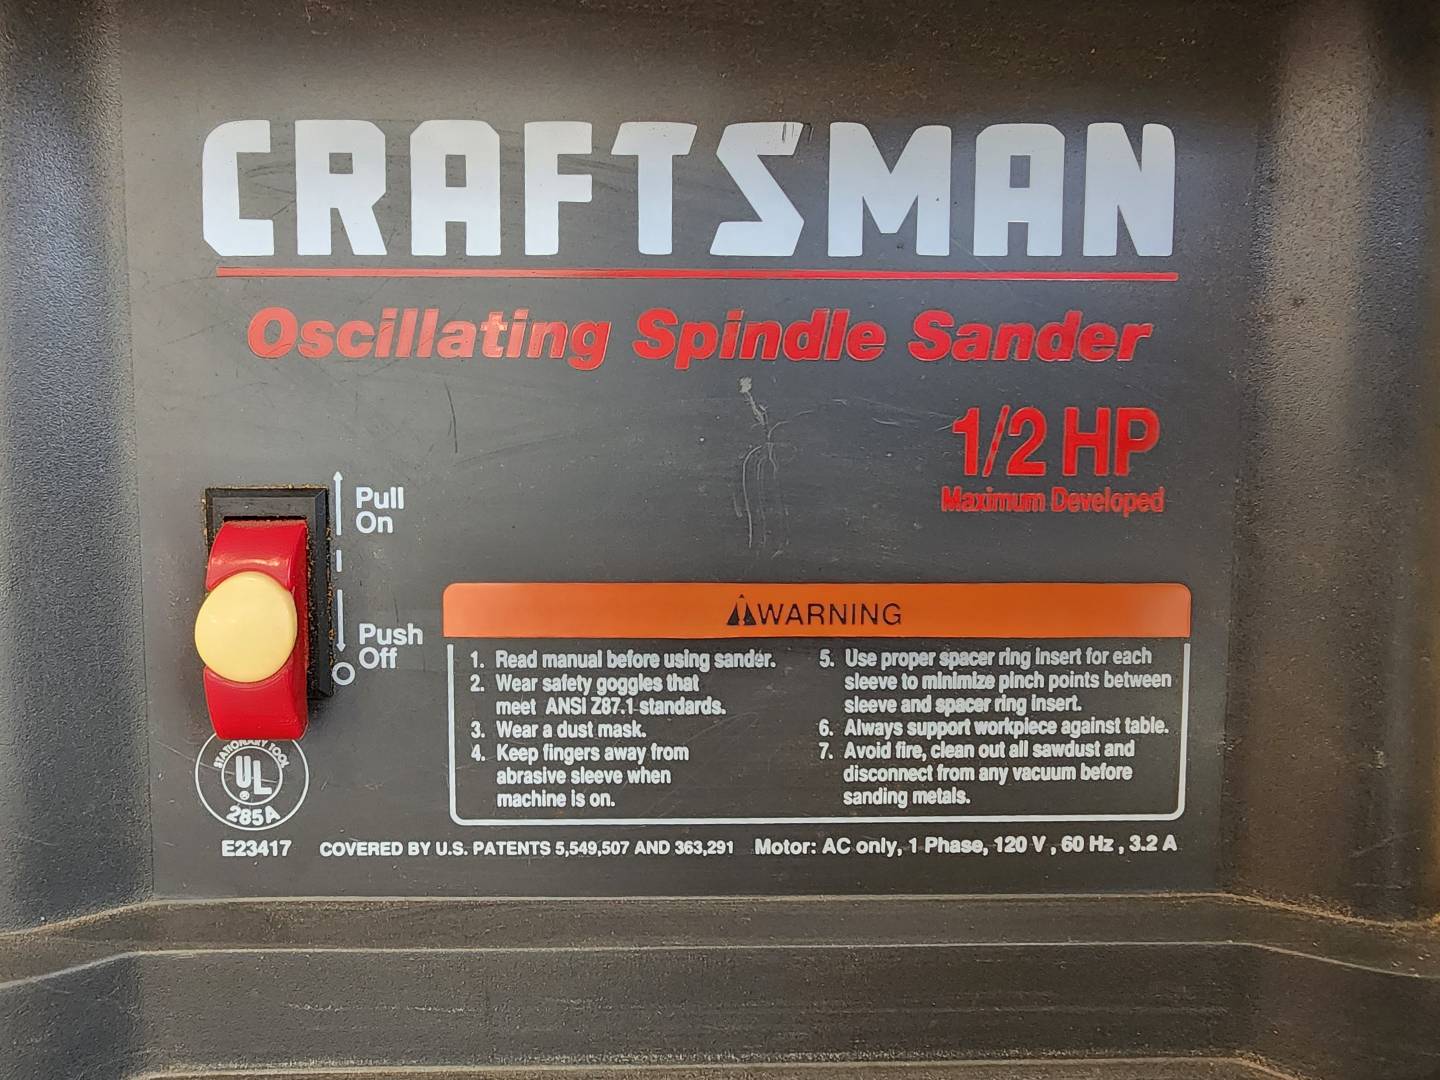 CRAFTSMAN
Oscillating Spindle Sander
1/2 HP
Maximum Developed
Pull
On
Push
Off
WARNING
1. Read manual before using sander.
2. Wear safety goggles that
meet ANSI Z87.1 standards.
3. Wear a dust mask.
4. Keep fingers away from
abrasive sleeve when
machine is on.
5. Use proper spacer ring insert for each
sleeve to minimize pinch points between
sleeve and spacer ring insert.
6. Always support workpiece against table.
7. Avoid fire, clean out all sawdust and
disconnect from any vacuum before
sanding metals.
STATIONARY TOOL
UL
®
285A
E23417
COVERED BY U.S. PATENTS 5,549,507 AND 363,291
Motor: AC only, 1 Phase, 120 V , 60 Hz , 3.2 A